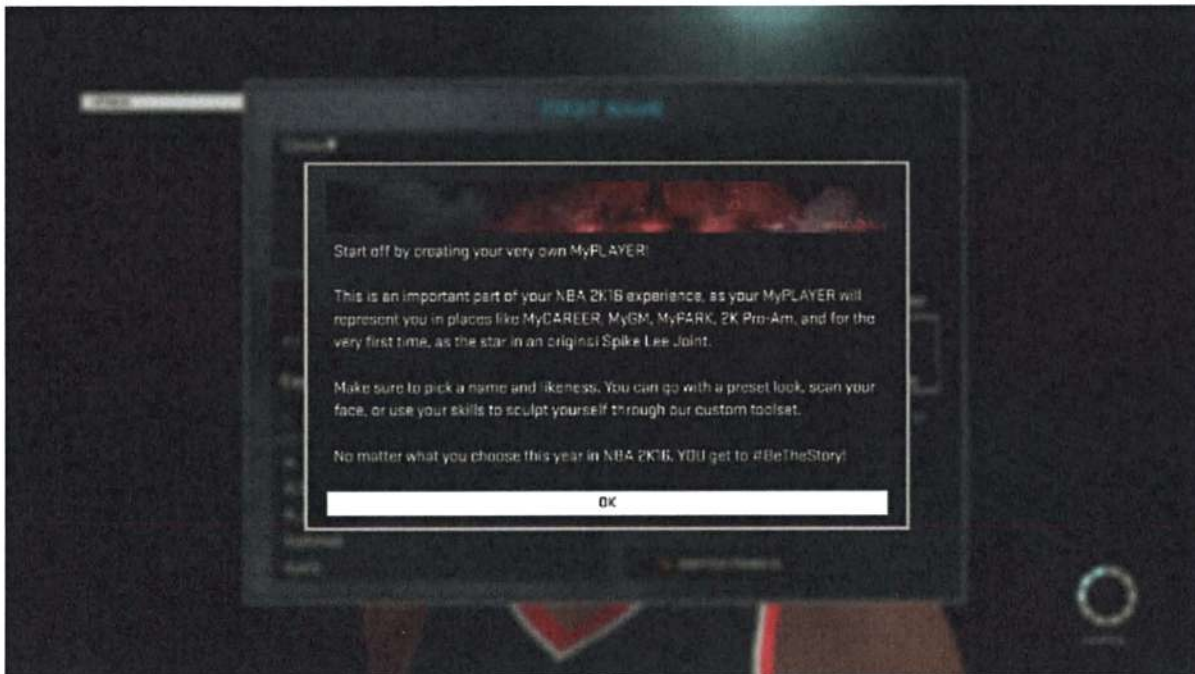 Start off by creating your very own MyPLAYER!
This is an important part of your NBA 2K16 experience, as your MyPLAYER will
represent you in places like MyCAREER, MyGM, MyPARK, 2K Pro-Am, and for the
very first time, as the star in an original Spike Lee Joint.
Make sure to pick a name and likeness. You can go with a preset look, scan your
face, or use your skills to sculpt yourself through our custom toolset.
No matter what you choose this year in NBA 2K16, YOU get to #BeTheStory!
OK